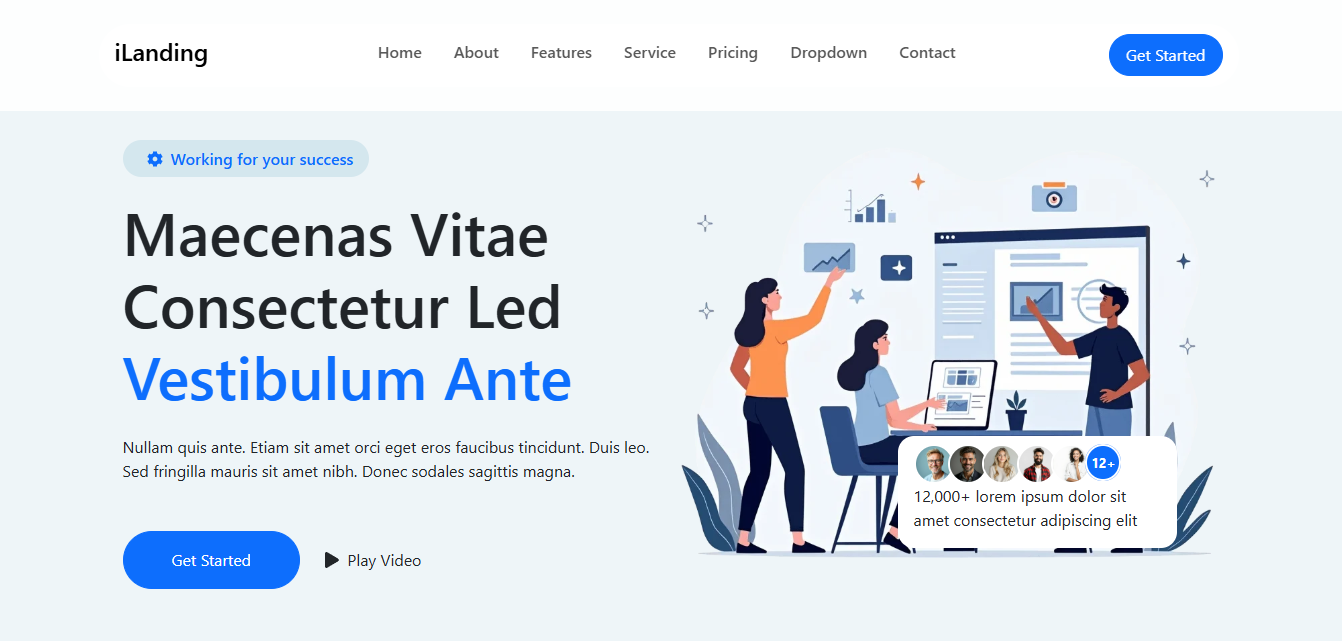 iLanding
Home About Features Service Pricing Dropdown Contact
Get Started
Working for your success
Maecenas Vitae
Consectetur Led
Vestibulum Ante
Nullam quis ante. Etiam sit amet orci eget eros faucibus tincidunt. Duis leo.
Sed fringilla mauris sit amet nibh. Donec sodales sagittis magna.
Get Started
Play Video
12+
12,000+ lorem ipsum dolor sit
amet consectetur adipiscing elit